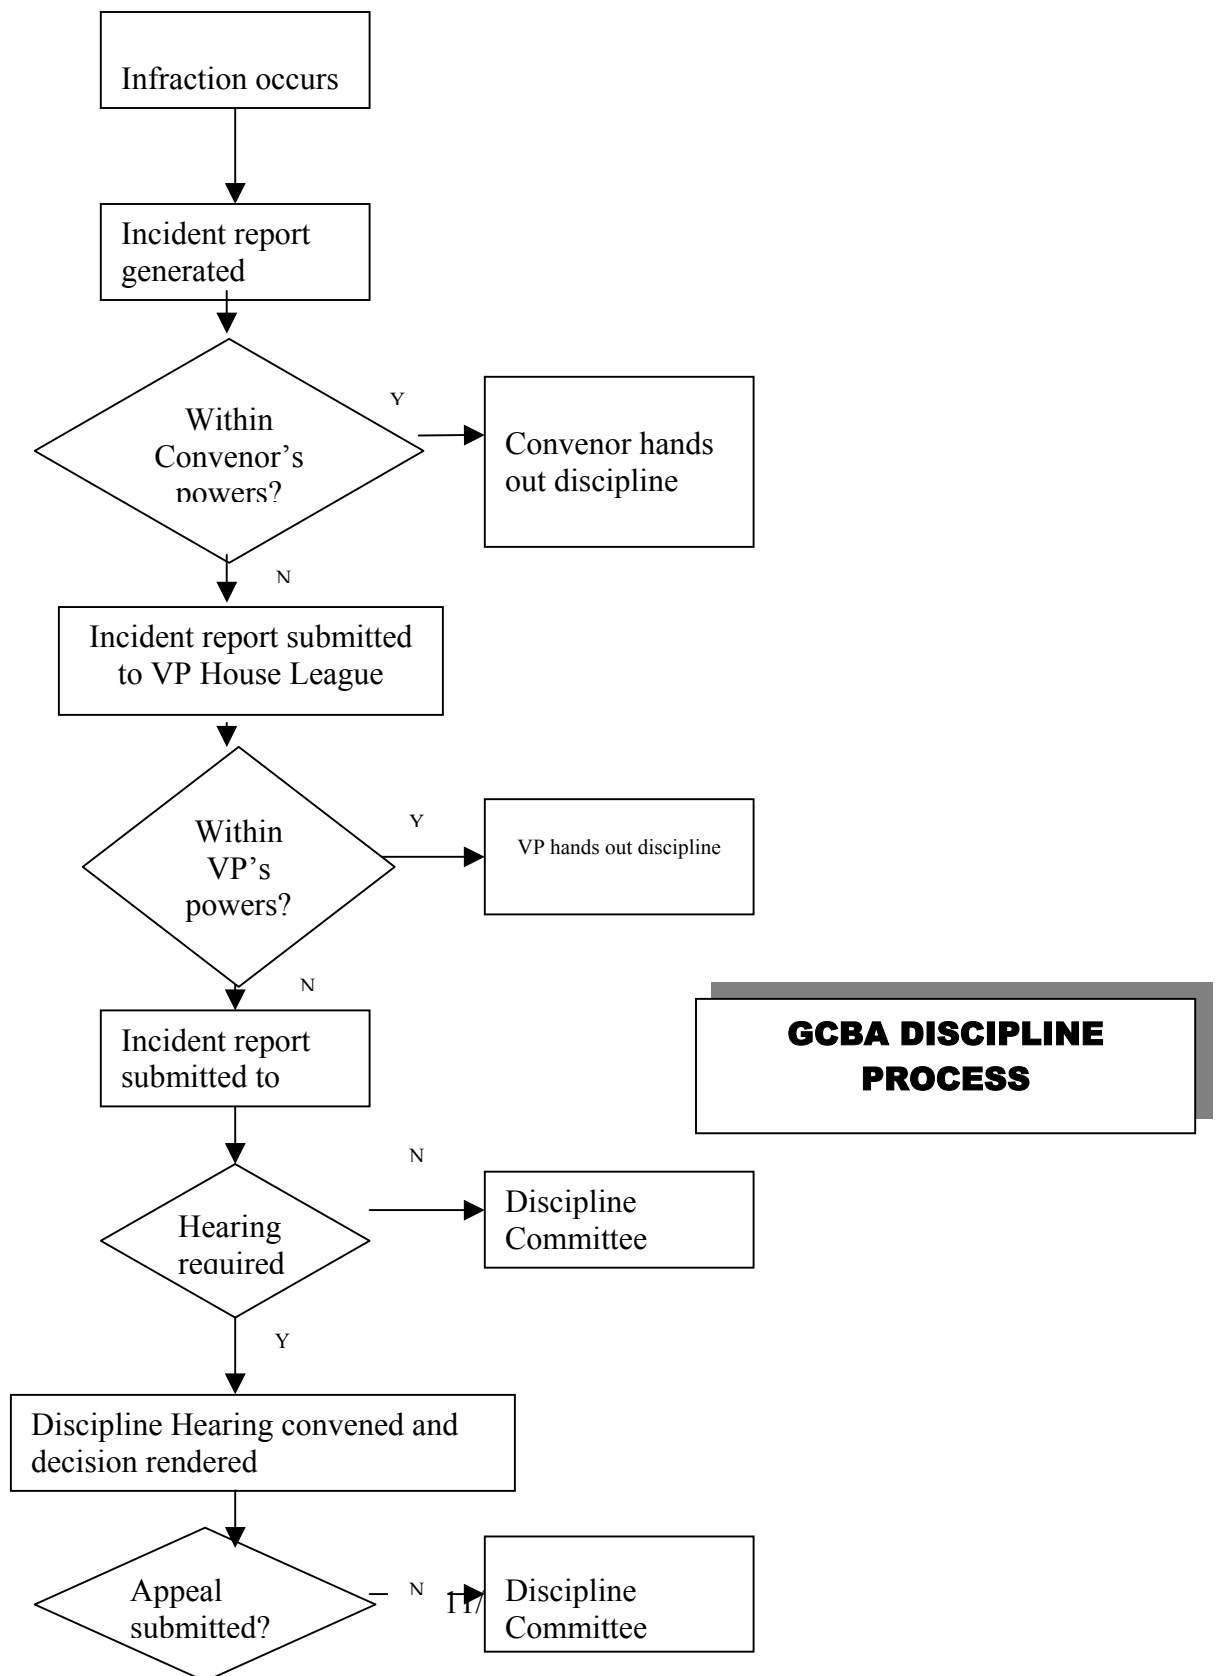 Infraction occurs
Incident report
generated
Within
Convenor’s
powers?
Y
Convenor hands
out discipline
N
Incident report submitted
to VP House League
Within
VP’s
powers?
Y
VP hands out discipline
N
Incident report
submitted to
GCBA DISCIPLINE
PROCESS
Hearing
required
N
Discipline
Committee
Y
Discipline Hearing convened and
decision rendered
Appeal
submitted?
N
11/
Discipline
Committee